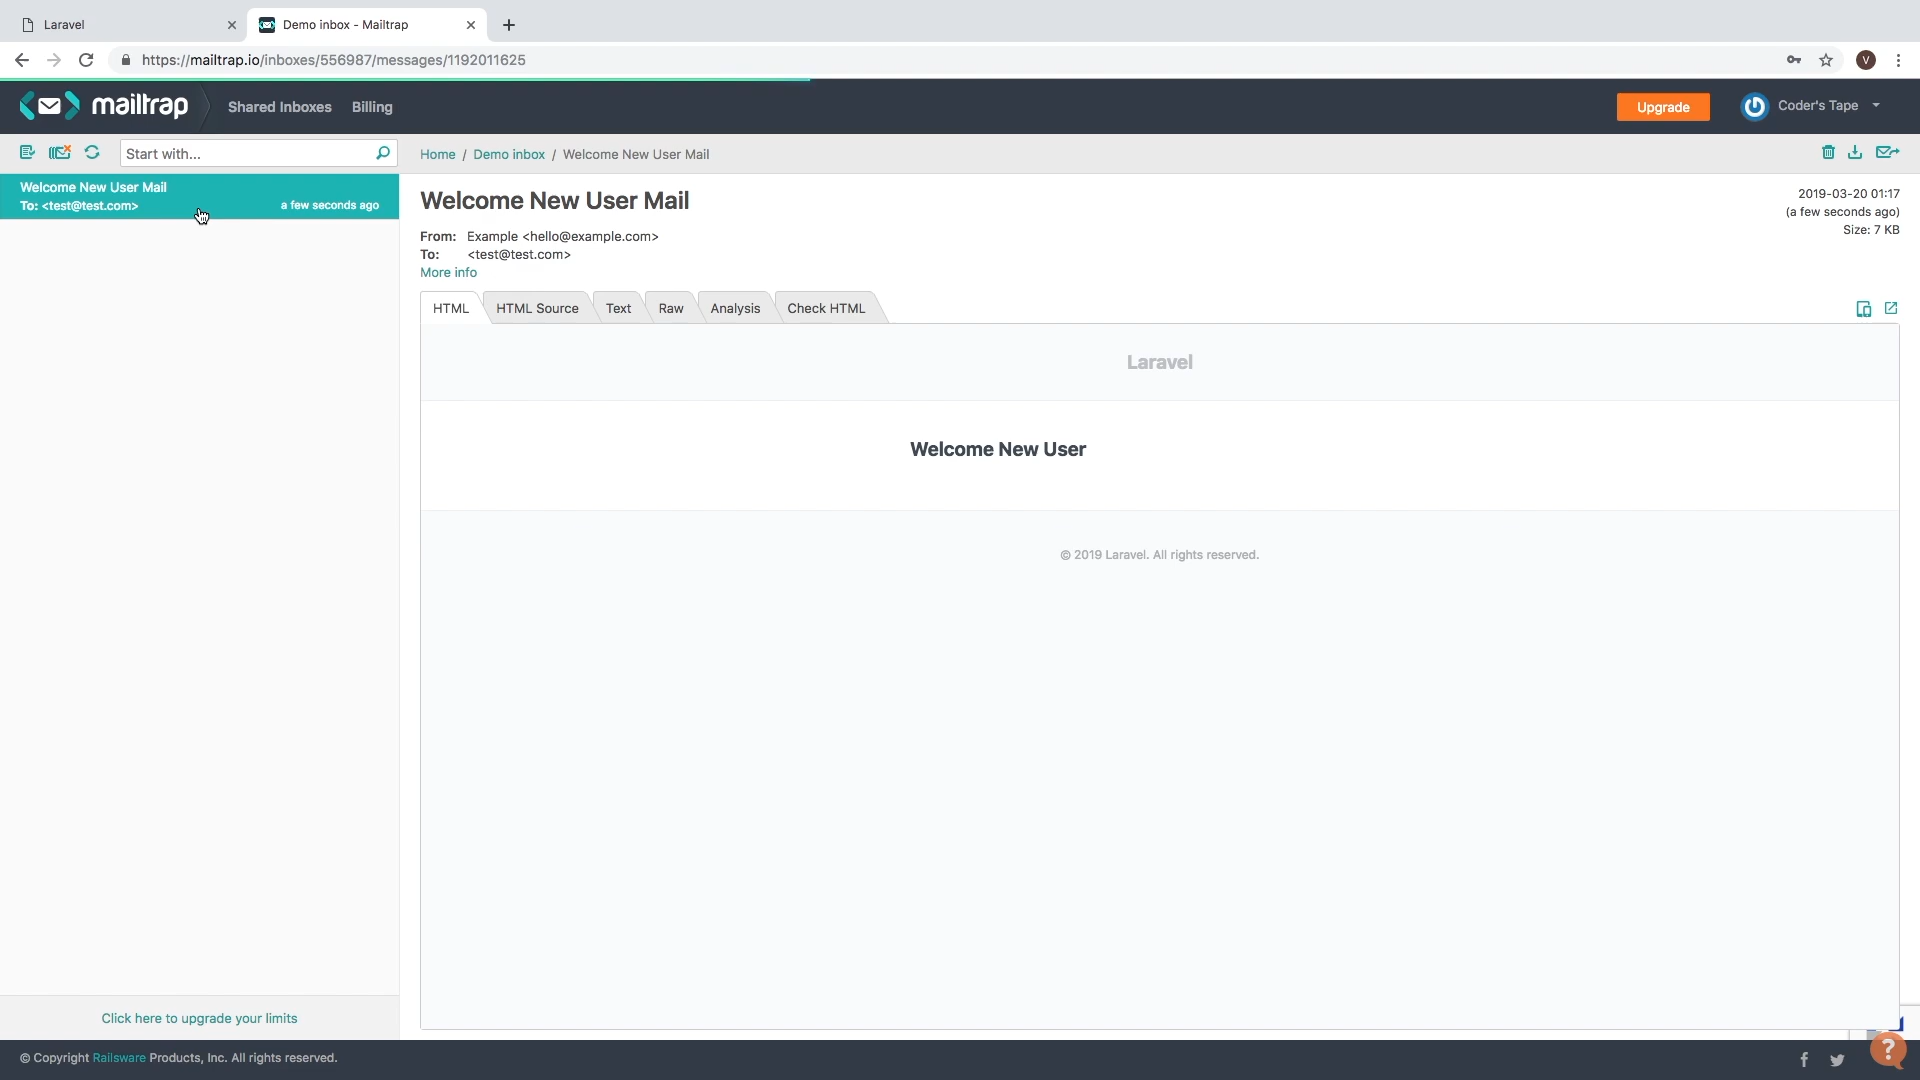 Laravel
Demo inbox - Mailtrap
https://mailtrap.io/inboxes/556987/messages/1192011625
V
mailtrap
Shared Inboxes
Billing
Upgrade
Coder's Tape
Start with...
Home / Demo inbox / Welcome New User Mail
Welcome New User Mail
To: <test@test.com>
a few seconds ago
Welcome New User Mail
2019-03-20 01:17
(a few seconds ago)
Size: 7 KB
From: Example <hello@example.com>
To: <test@test.com>
More info
HTML
HTML Source
Text
Raw
Analysis
Check HTML
Laravel
Welcome New User
© 2019 Laravel. All rights reserved.
Click here to upgrade your limits
© Copyright Railsware Products, Inc. All rights reserved.
?